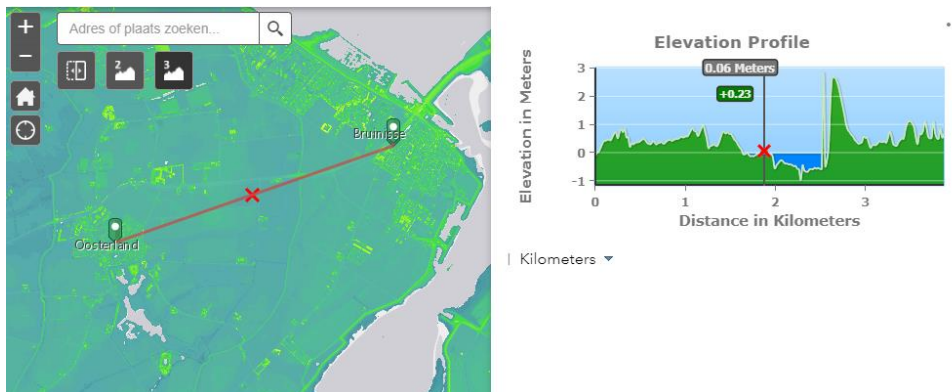 +
Adres of plaats zoeken...
−
2
3
Bruinisse
Oosterland
Elevation Profile
Elevation in Meters
0.06 Meters
+0.23
3
2
1
0
-1
0
1
2
3
Distance in Kilometers
| Kilometers